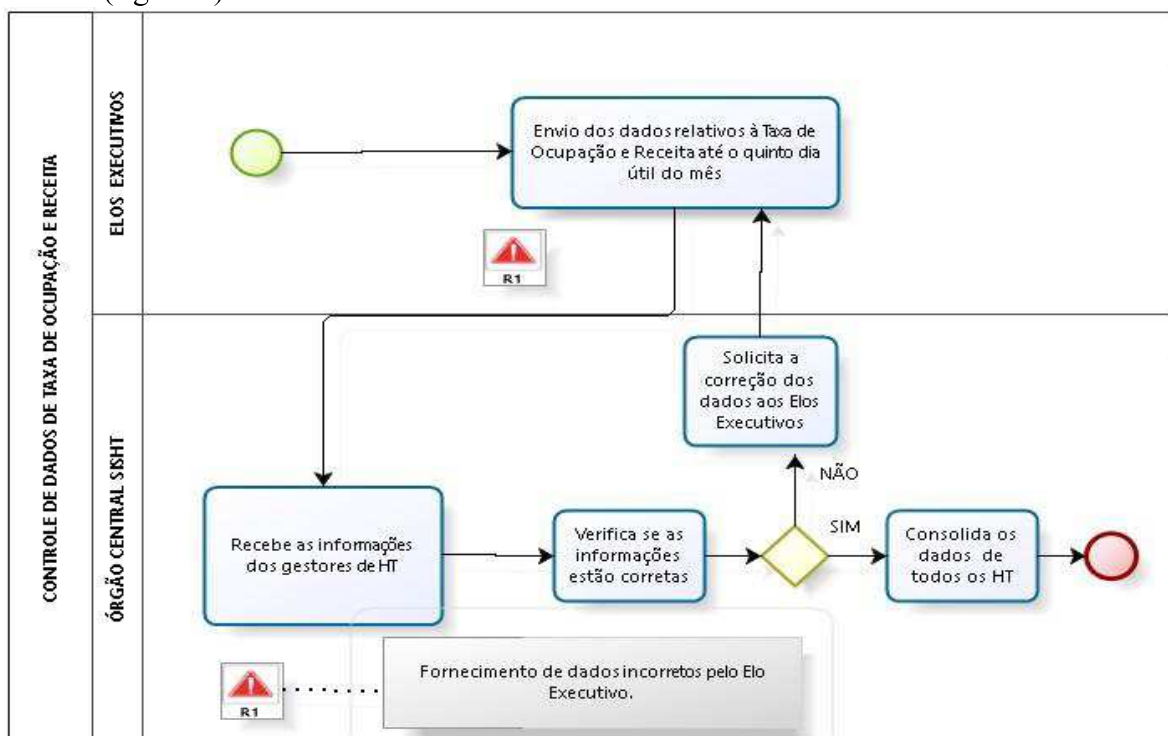 CONTROLE DE DADOS DE TAXA DE OCUPAÇÃO E RECEITA
ELOS EXECUTIVOS
Envio dos dados relativos à Taxa de
Ocupação e Receita até o quinto dia
útil do mês
R1
ÓRGÃO CENTRAL SISHT
Solicita a
correção dos
dados aos Elos
Executivos
NÃO
SIM
Recebe as informações
dos gestores de HT
Verifica se as
informações
estão corretas
Consolida os
dados de
todos os HT
R1
Fornecimento de dados incorretos pelo Elo
Executivo.